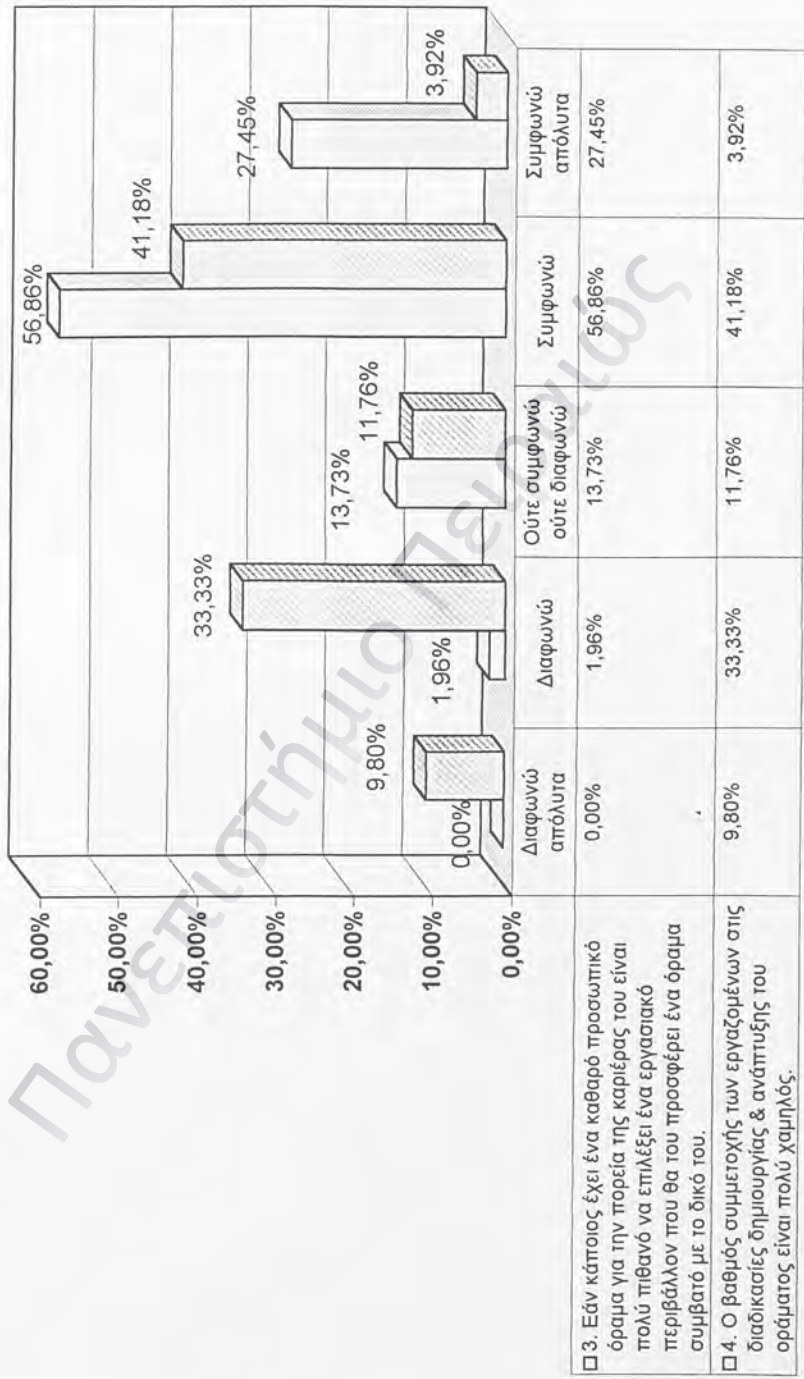 60,00%
50,00%
40,00%
30,00%
20,00%
10,00%
0,00%
0,00%
9,80%
1,96%
33,33%
13,73%
11,76%
56,86%
41,18%
27,45%
3,92%
Διαφωνώ
απόλυτα
Διαφωνώ
Ούτε συμφωνώ
ούτε διαφωνώ
Συμφωνώ
Συμφωνώ
απόλυτα
3. Εάν κάποιος έχει ένα καθαρό προσωπικό
όραμα για την πορεία της καριέρας του είναι
πολύ πιθανό να επιλέξει ένα εργασιακό
περιβάλλον που θα του προσφέρει ένα όραμα
συμβατό με το δικό του.
0,00%
1,96%
13,73%
56,86%
27,45%
4. Ο βαθμός συμμετοχής των εργαζομένων στις
διαδικασίες δημιουργίας & ανάπτυξης του
οράματος είναι πολύ χαμηλός.
9,80%
33,33%
11,76%
41,18%
3,92%
Πανεπιστήμιο Πειραιώς